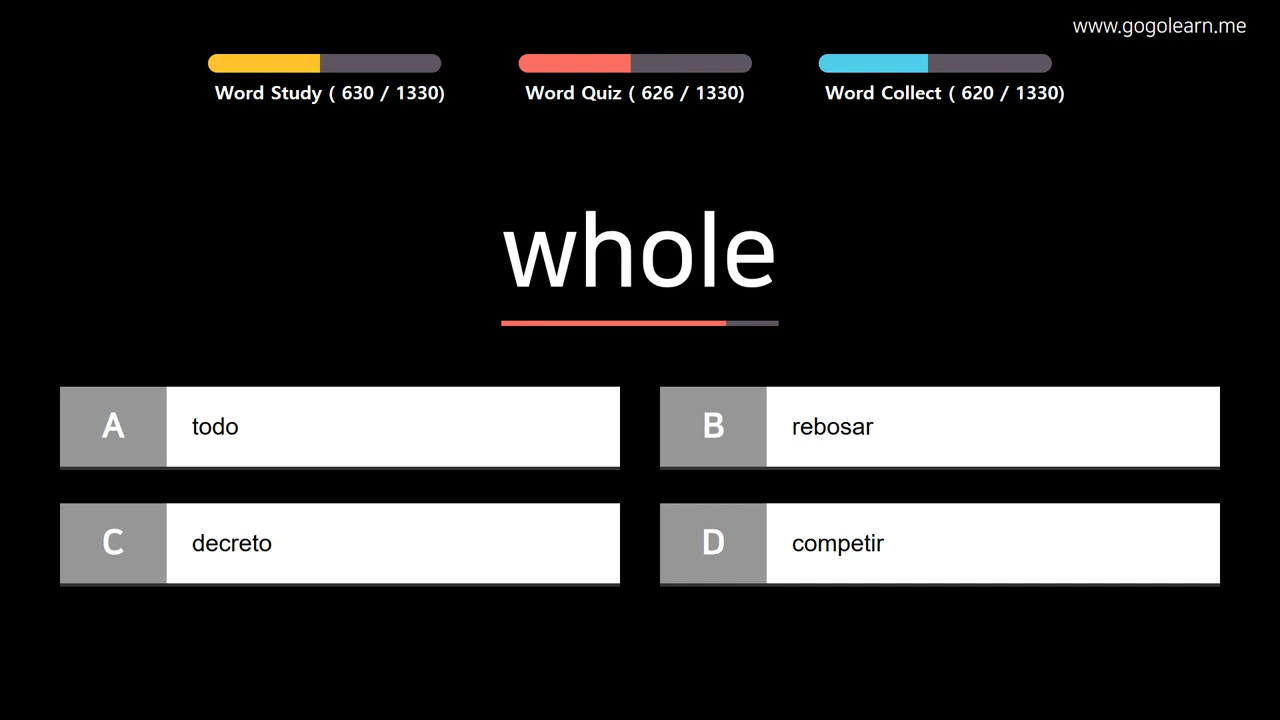 www.gogolearn.me
Word Study ( 630 / 1330)
Word Quiz ( 626 / 1330)
Word Collect ( 620 / 1330)
whole
A todo
B rebosar
C decreto
D competir